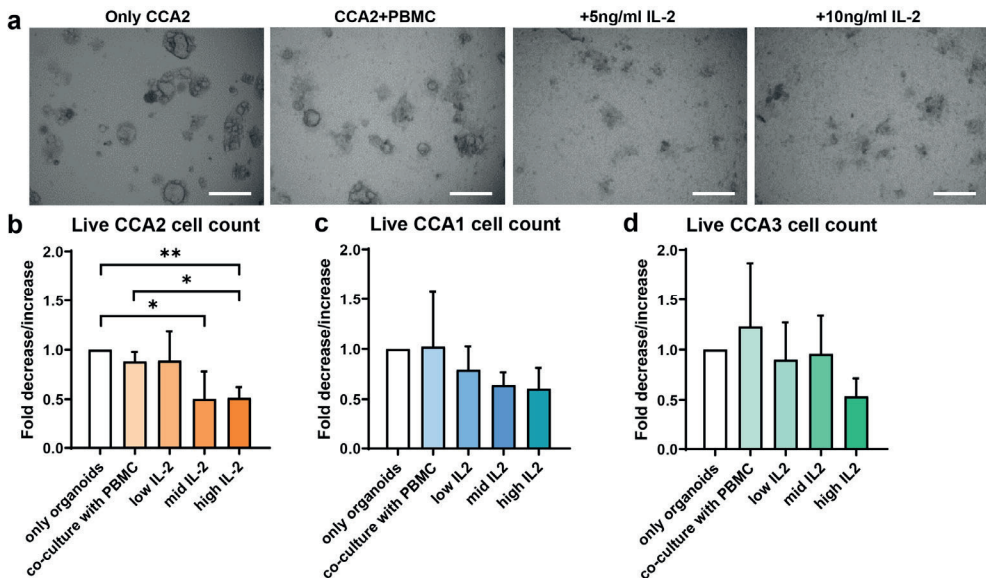 a
Only CCA2
CCA2+PBMC
+5ng/ml IL-2
+10ng/ml IL-2
b
Live CCA2 cell count
Fold decrease/increase
2.0
1.5
1.0
0.5
0.0
**
*
*
only organoids
co-culture with PBMC
low IL-2
mid IL-2
high IL-2
c
Live CCA1 cell count
Fold decrease/increase
2.0
1.5
1.0
0.5
0.0
only organoids
co-culture with PBMC
low IL2
mid IL2
high IL2
d
Live CCA3 cell count
Fold decrease/increase
2.0
1.5
1.0
0.5
0.0
only organoids
co-culture with PBMC
low IL2
mid IL2
high IL2